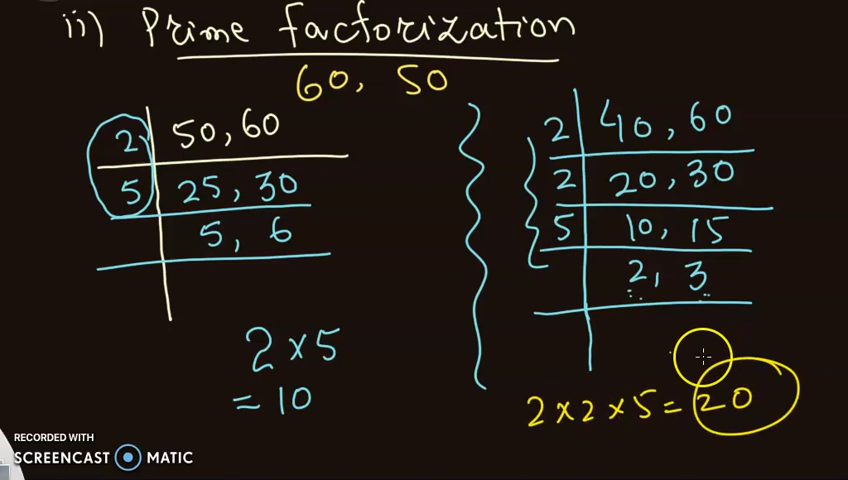 ii) Prime factorization
60, 50
2 50, 60
5 25, 30
5, 6
2 × 5
= 10
2 40, 60
2 20, 30
5 10, 15
2, 3
2 × 2 × 5 = 20
RECORDED WITH
SCREENCAST MATIC